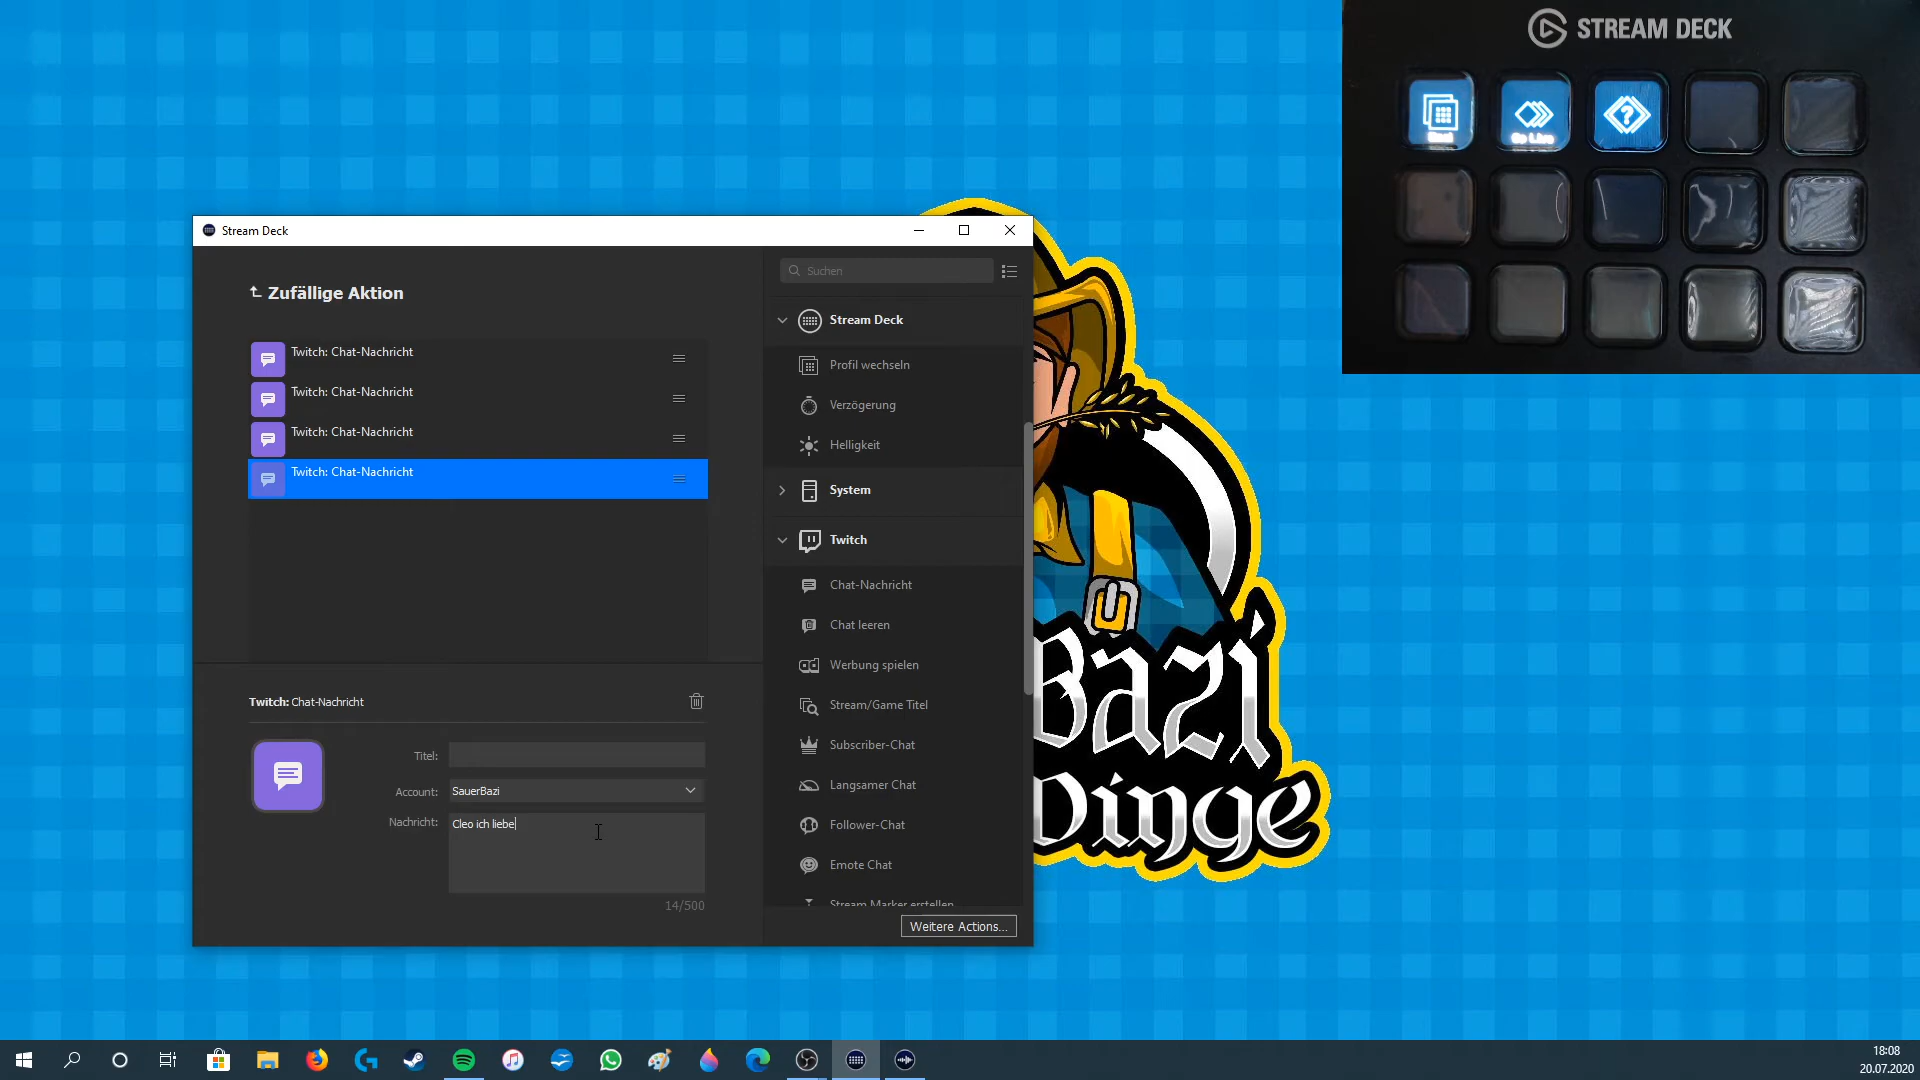 STREAM DECK
Go Live
Stream Deck
Zufällige Aktion
Twitch: Chat-Nachricht
Twitch: Chat-Nachricht
Twitch: Chat-Nachricht
Twitch: Chat-Nachricht
Twitch: Chat-Nachricht
Titel:
Account: SauerBazi
Nachricht: Cleo ich liebe
14/500
Suchen
Stream Deck
Profil wechseln
Verzögerung
Helligkeit
System
Twitch
Chat-Nachricht
Chat leeren
Werbung spielen
Stream/Game Titel
Subscriber-Chat
Langsamer Chat
Follower-Chat
Emote Chat
Stream Marker erstellen
Weitere Actions...
Bazi
Dinge
18:08
20.07.2020